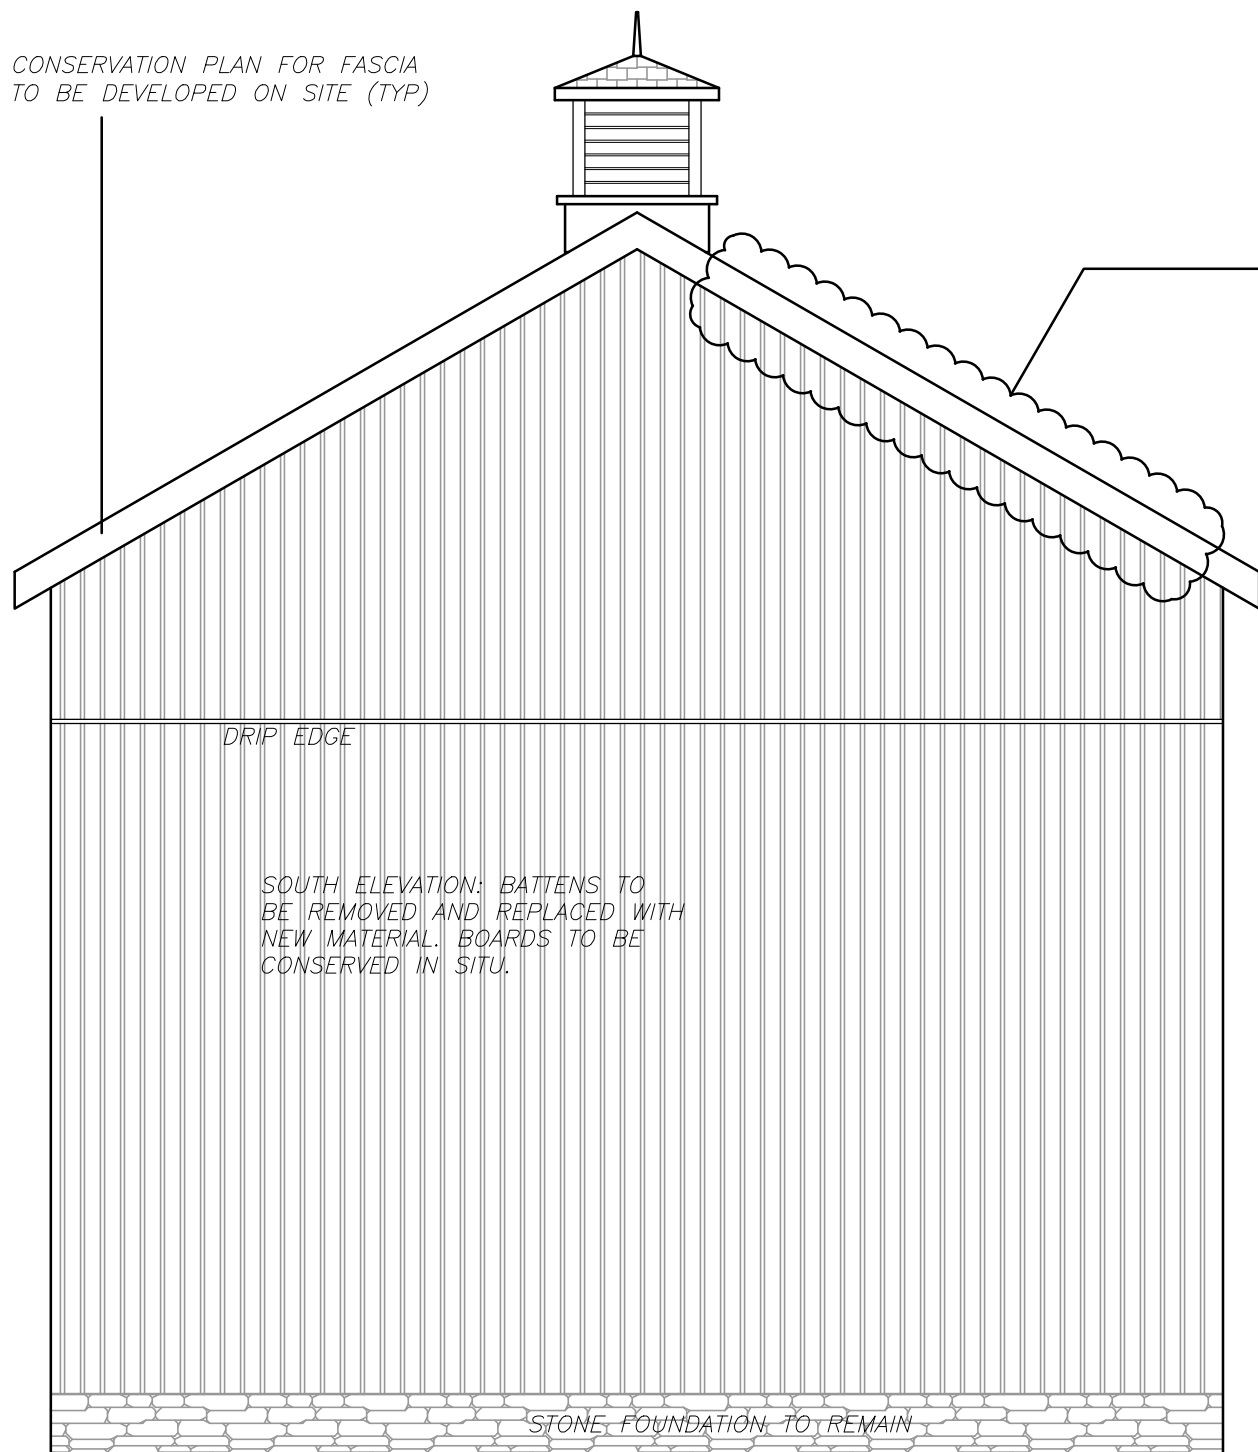 CONSERVATION PLAN FOR FASCIA
TO BE DEVELOPED ON SITE (TYP)
DRIP EDGE
SOUTH ELEVATION: BATTENS TO
BE REMOVED AND REPLACED WITH
NEW MATERIAL. BOARDS TO BE
CONSERVED IN SITU.
STONE FOUNDATION TO REMAIN